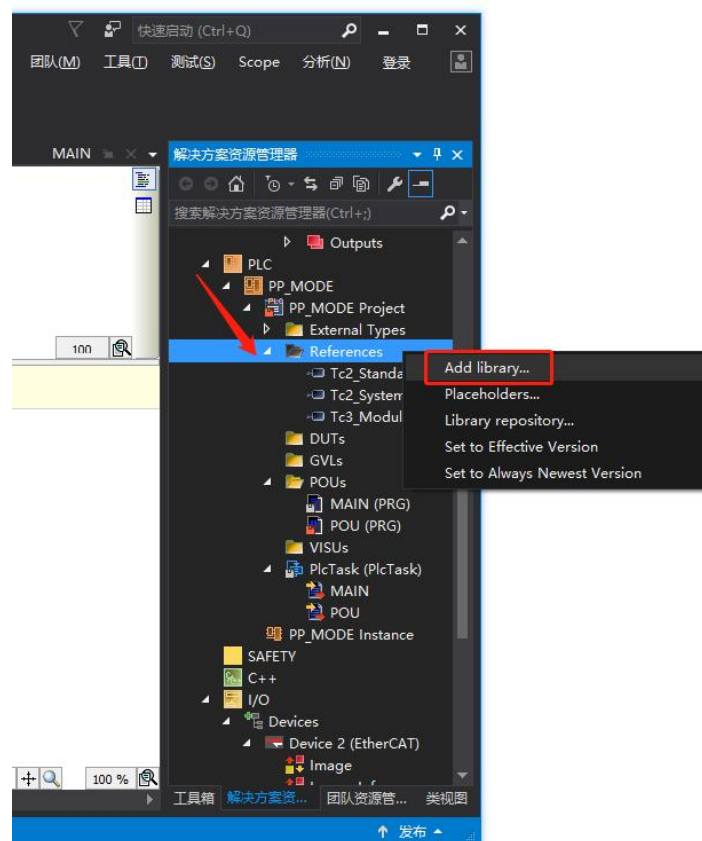 快速启动 (Ctrl+Q)
团队(M) 工具(T) 测试(S) Scope 分析(N) 登录
MAIN
解决方案资源管理器
搜索解决方案资源管理器(Ctrl+;)
Outputs
PLC
PP_MODE
PP_MODE Project
External Types
100
References
Add library...
Tc2_Standa
Tc2_System
Placeholders...
Tc3_Modul
Library repository...
DUTs
Set to Effective Version
GVLs
Set to Always Newest Version
POUs
MAIN (PRG)
POU (PRG)
VISUs
PlcTask (PlcTask)
MAIN
POU
PP_MODE Instance
SAFETY
C++
I/O
Devices
Device 2 (EtherCAT)
Image
100 %
工具箱 解决方案资... 团队资源管... 类视图
发布